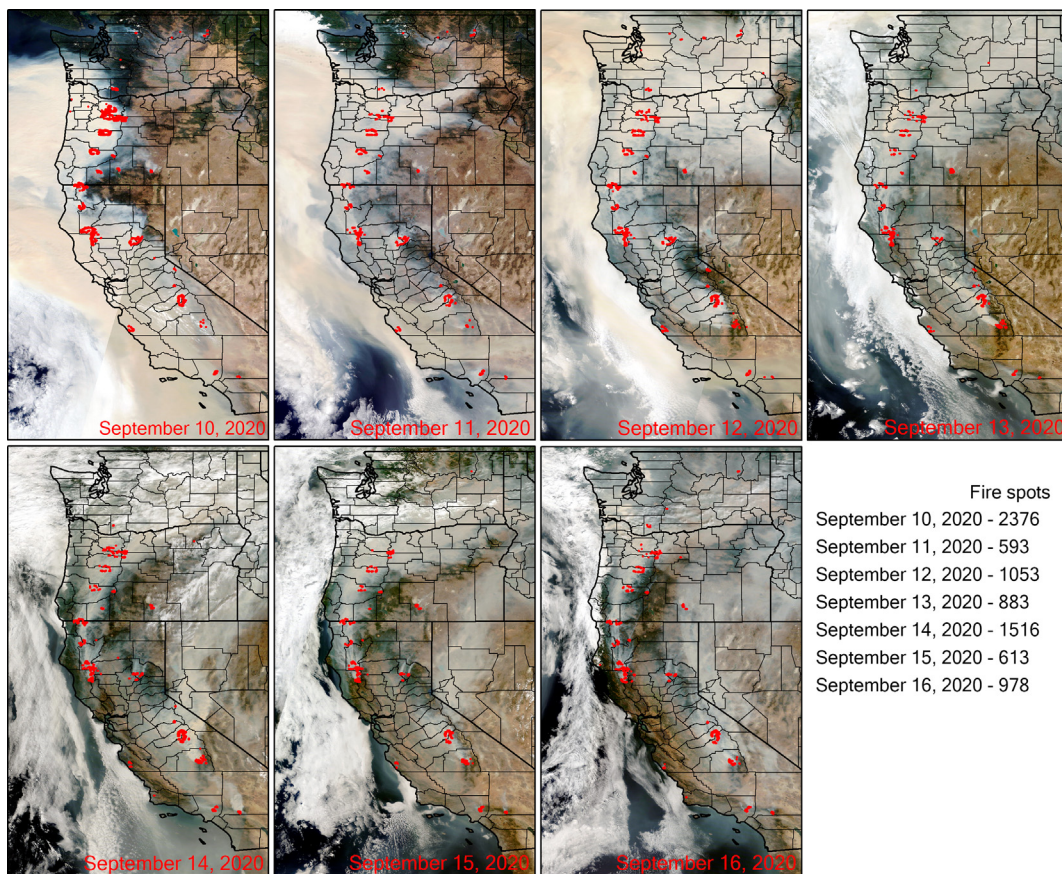 September 10, 2020
September 11, 2020
September 12, 2020
September 13, 2020
September 14, 2020
September 15, 2020
September 16, 2020
Fire spots
September 10, 2020 - 2376
September 11, 2020 - 593
September 12, 2020 - 1053
September 13, 2020 - 883
September 14, 2020 - 1516
September 15, 2020 - 613
September 16, 2020 - 978